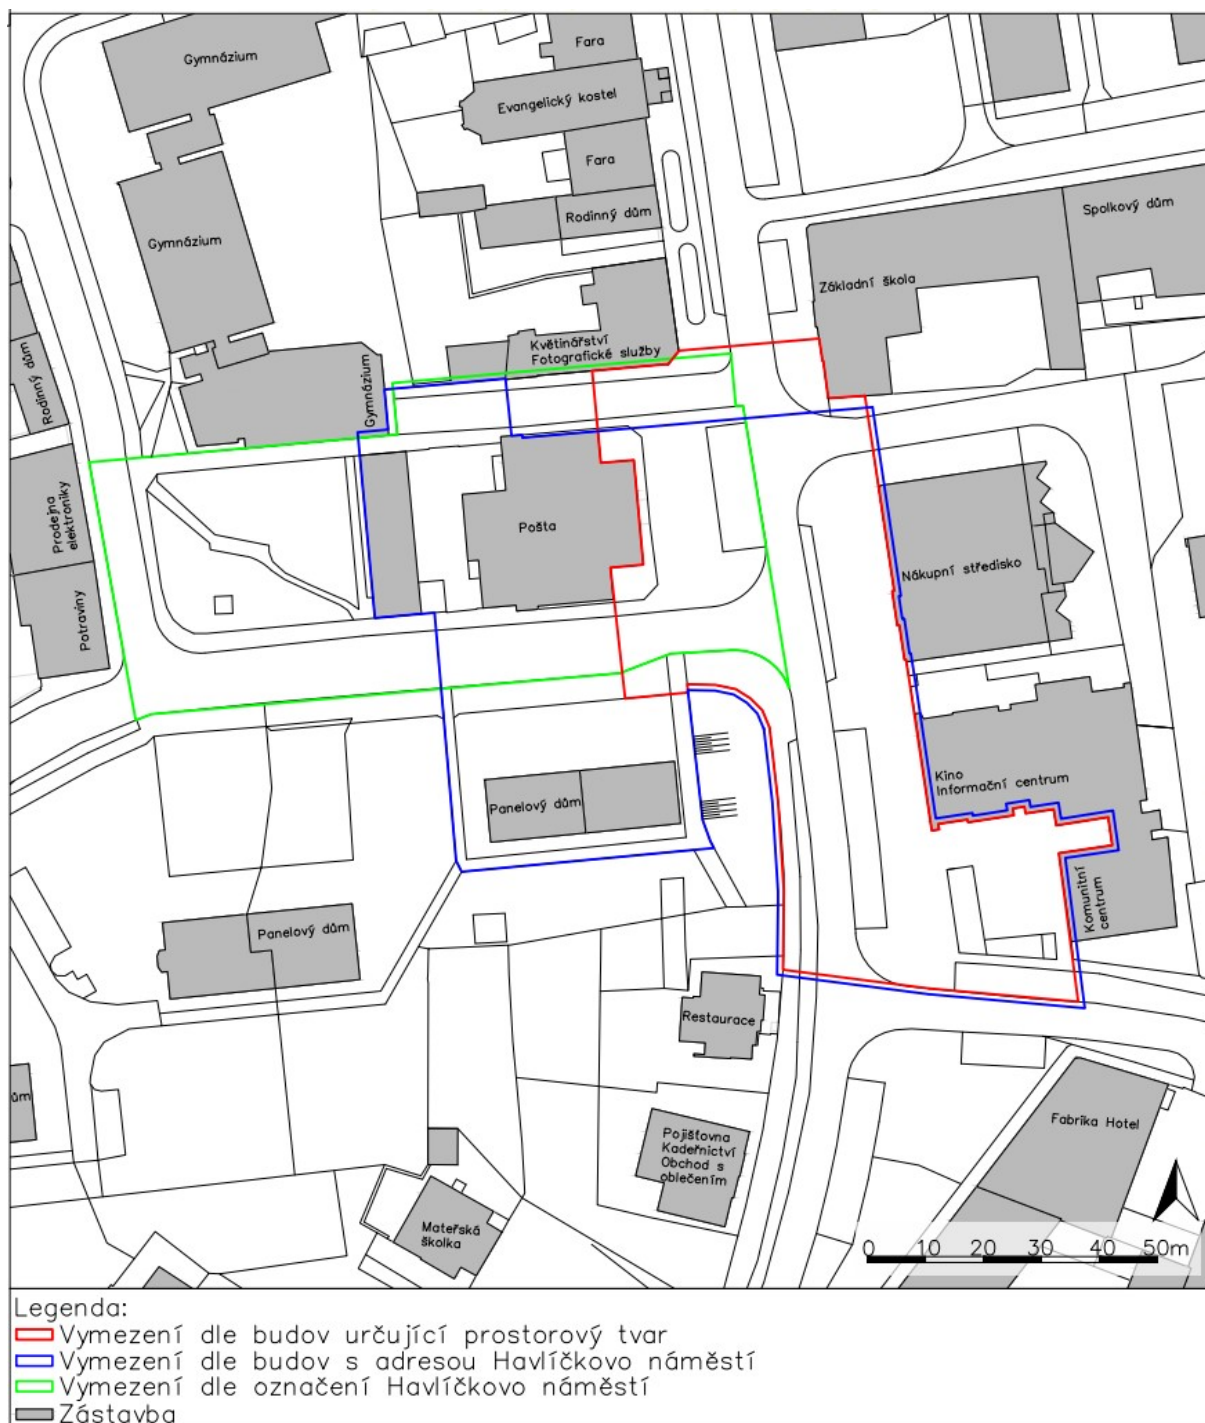 Gymnázium
Fara
Evangelický kostel
Fara
Rodinný dům
Spolkový dům
Gymnázium
Základní škola
Květinářství
Fotografické služby
Rodinný dům
Gymnázium
Prodejna
elektroniky
Pošta
Nákupní středisko
Potraviny
Kino
Informační centrum
Panelový dům
Komunitní
centrum
Panelový dům
Restaurace
ům
Fabrika Hotel
Pojišťovna
Kadeřnictví
Obchod s
oblečením
Mateřská
školka
0 10 20 30 40 50m
Legenda:
Vymezení dle budov určující prostorový tvar
Vymezení dle budov s adresou Havlíčkovo náměstí
Vymezení dle označení Havlíčkovo náměstí
Zástavba